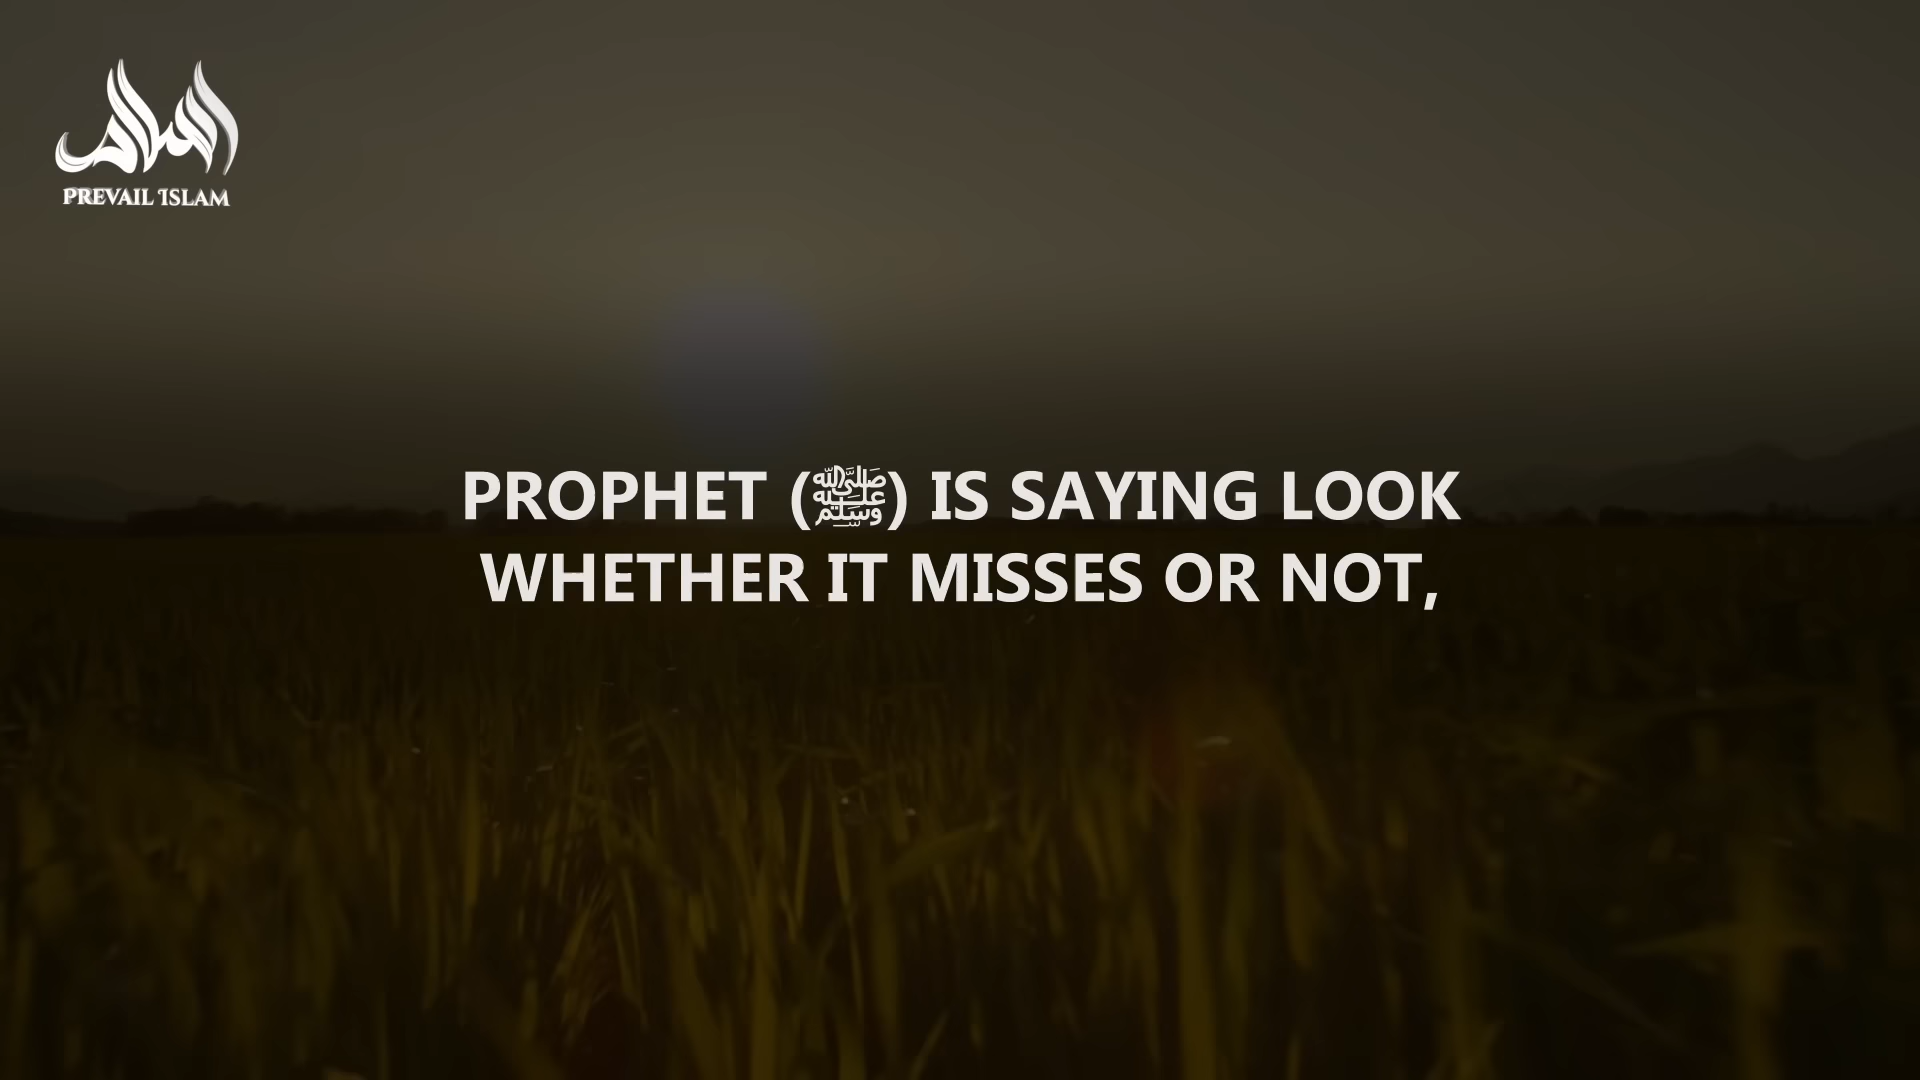 PREVAIL ISLAM
PROPHET (ﷺ) IS SAYING LOOK
WHETHER IT MISSES OR NOT,